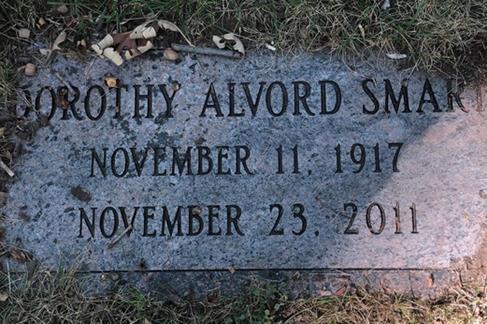 DOROTHY ALVORD SMART
NOVEMBER 11, 1917
NOVEMBER 23, 2011